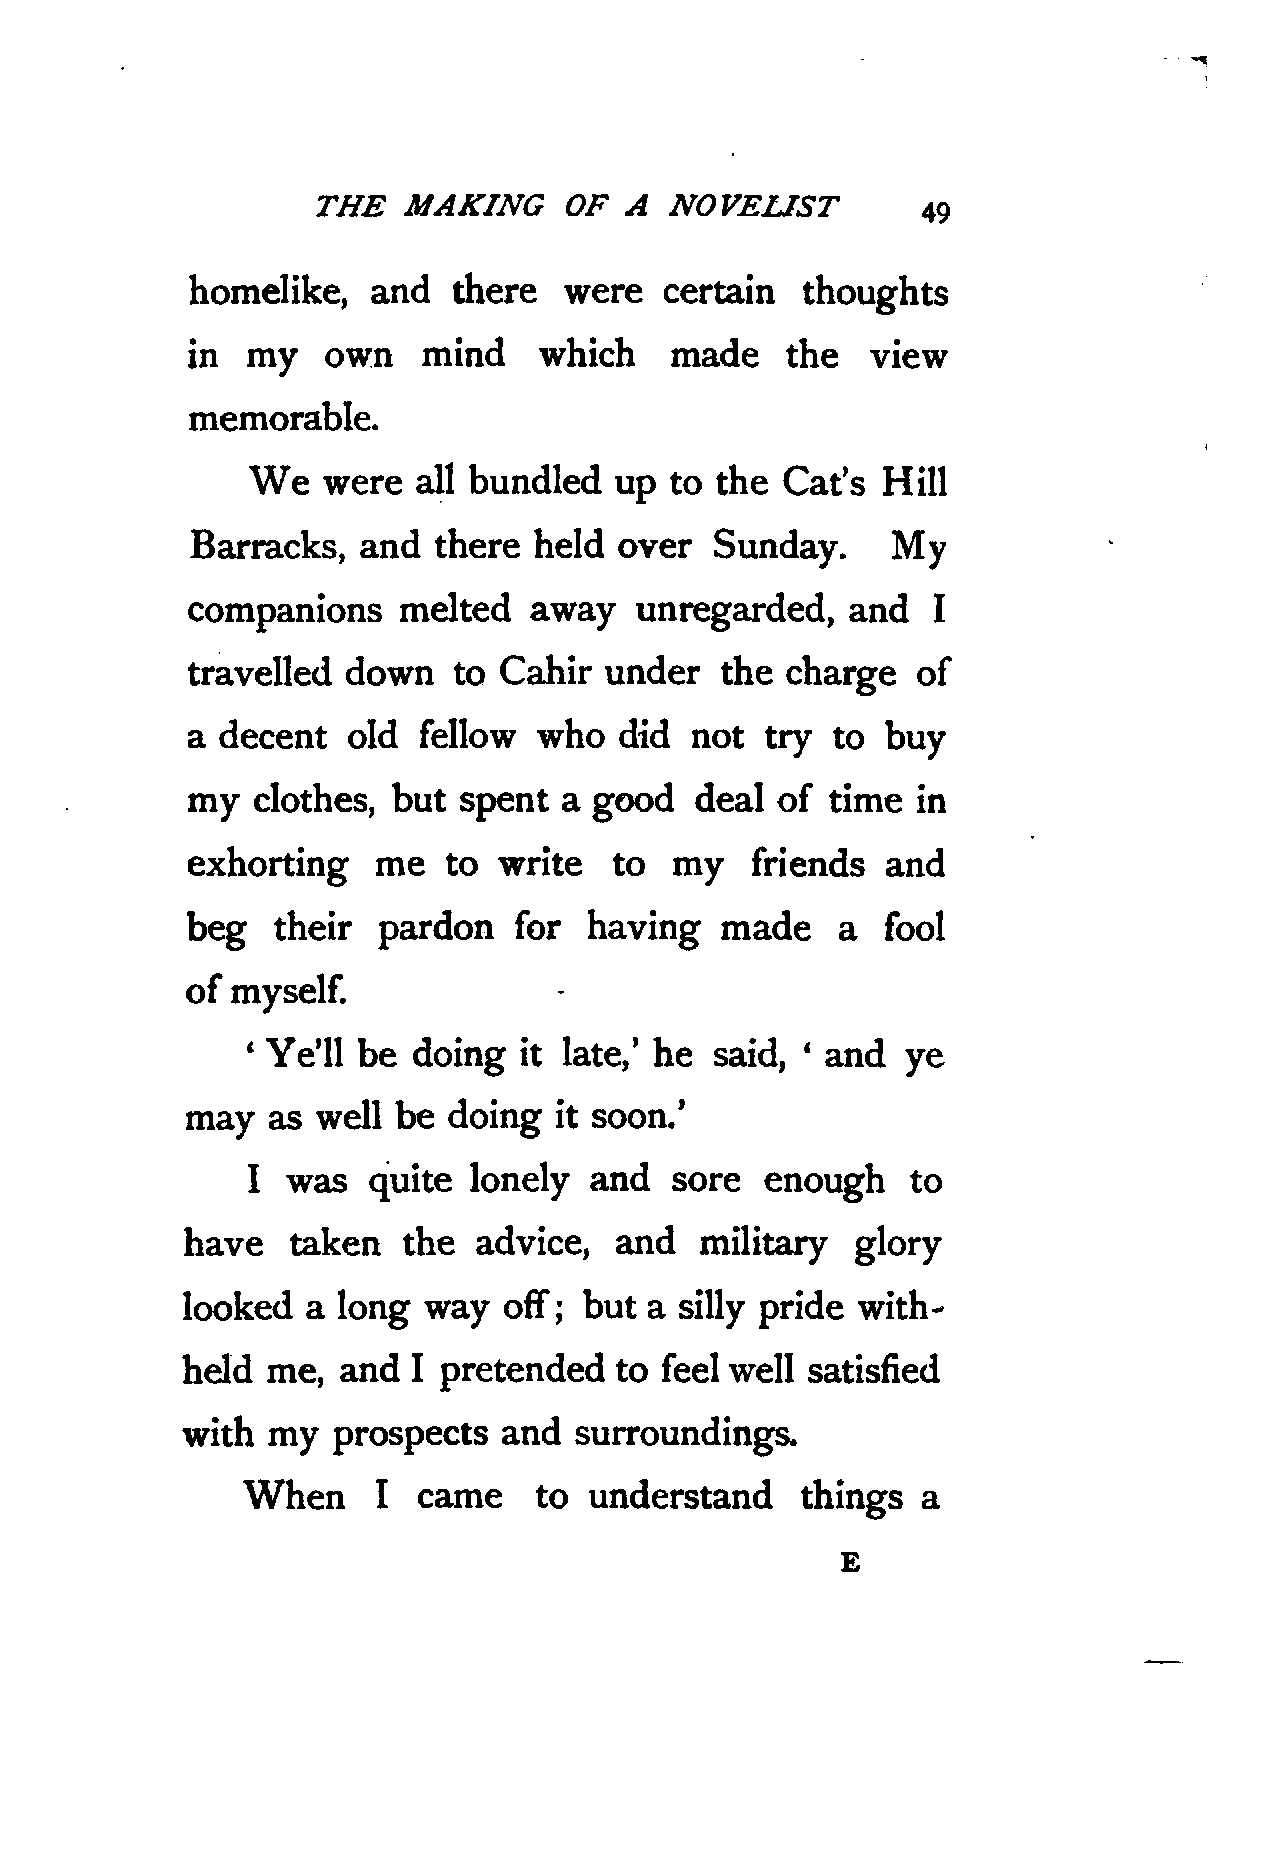 THE MAKING OF A NOVELIST 49
homelike, and there were certain thoughts
in my own mind which made the view
memorable.
We were all bundled up to the Cat's Hill
Barracks, and there held over Sunday. My
companions melted away unregarded, and I
travelled down to Cahir under the charge of
a decent old fellow who did not try to buy
my clothes, but spent a good deal of time in
exhorting me to write to my friends and
beg their pardon for having made a fool
of myself.
‘ Ye'll be doing it late,’ he said, ‘ and ye
may as well be doing it soon.’
I was quite lonely and sore enough to
have taken the advice, and military glory
looked a long way off; but a silly pride with-
held me, and I pretended to feel well satisfied
with my prospects and surroundings.
When I came to understand things a
E